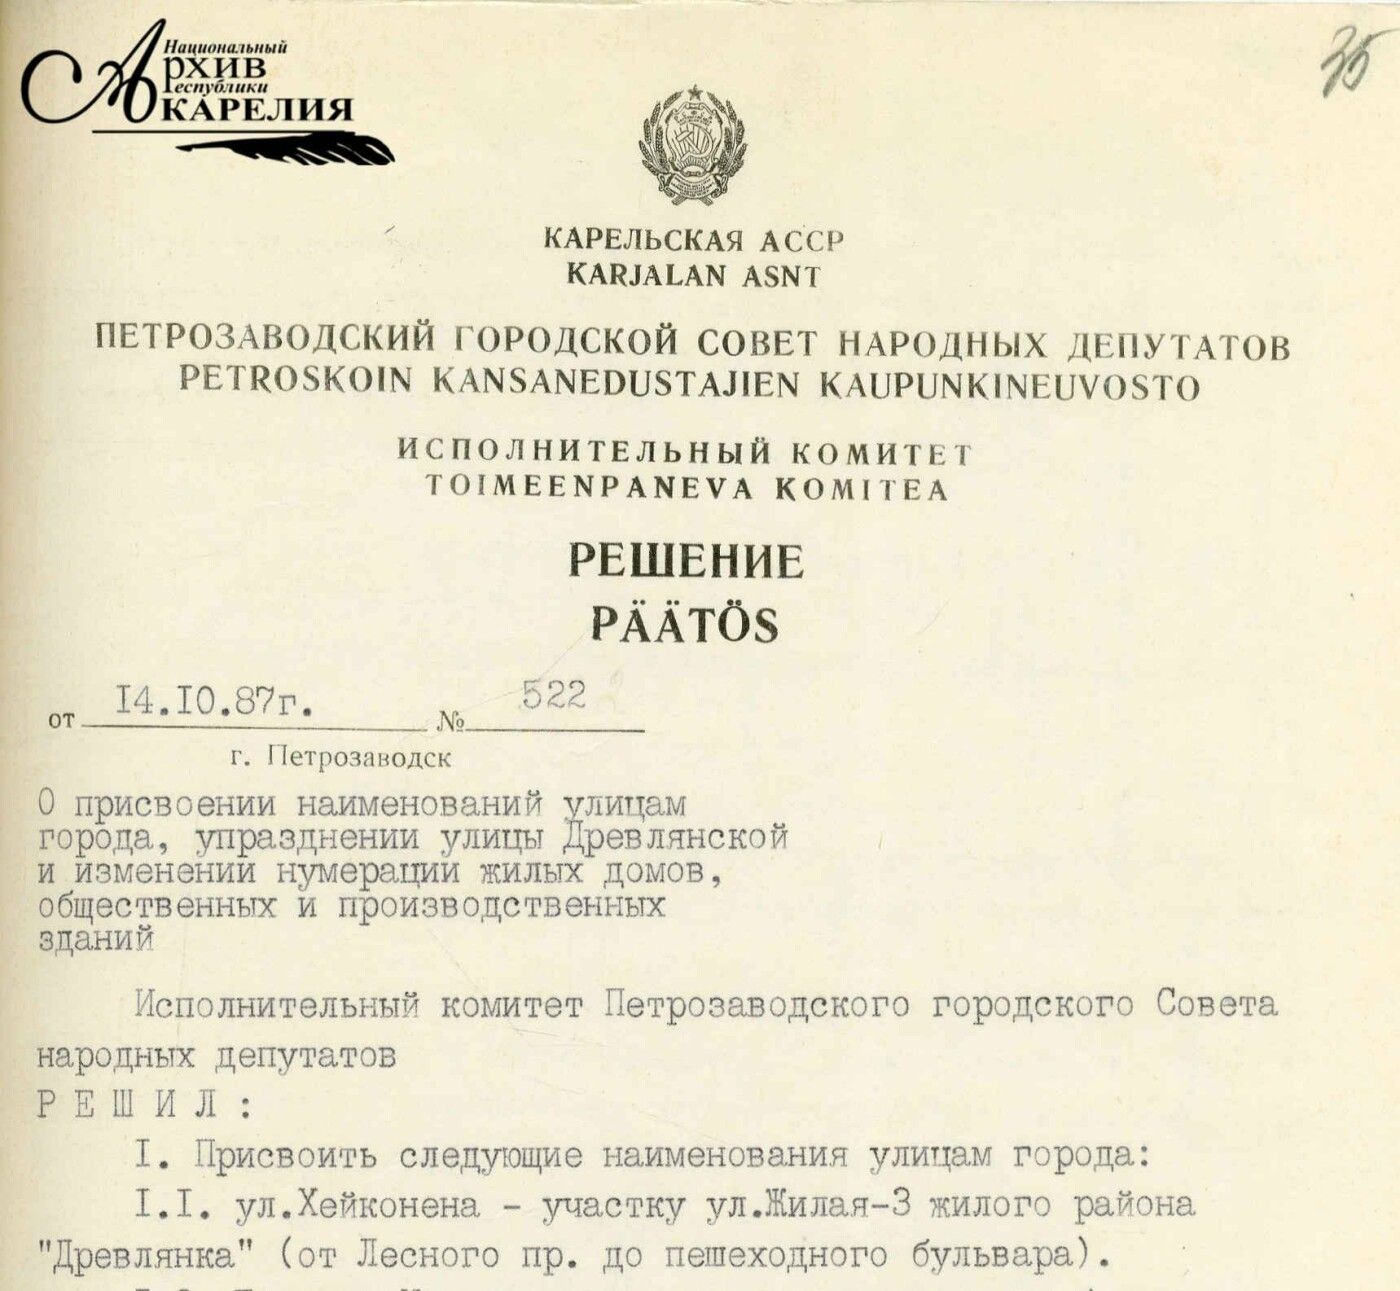 Национальный
АРХИВ
Республики
КАРЕЛИЯ
35
КАРЕЛЬСКАЯ АССР
KARJALAN ASNT
ПЕТРОЗАВОДСКИЙ ГОРОДСКОЙ СОВЕТ НАРОДНЫХ ДЕПУТАТОВ
PETROSKOIN KANSANEDUSTAJIEN KAUPUNKINEUVOSTO
ИСПОЛНИТЕЛЬНЫЙ КОМИТЕТ
TOIMEENPANEVA KOMITEA
РЕШЕНИЕ
PÄÄTÖS
от 14.10.87г. № 522
г. Петрозаводск
О присвоении наименований улицам
города, упразднении улицы Древлянской
и изменении нумерации жилых домов,
общественных и производственных
зданий
Исполнительный комитет Петрозаводского городского Совета
народных депутатов
Р Е Ш И Л :
I. Присвоить следующие наименования улицам города:
I.I. ул.Хейконена - участку ул.Жилая-3 жилого района
"Древлянка" (от Лесного пр. до пешеходного бульвара).